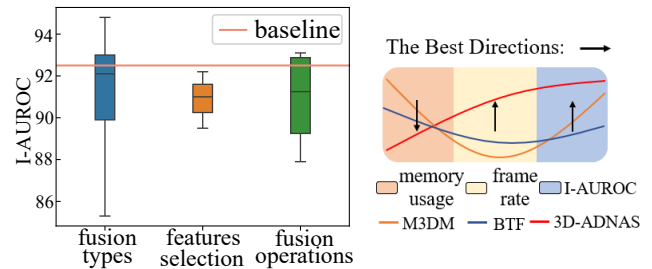 I-AUROC
94
92
90
88
86
baseline
fusion
types
features
selection
fusion
operations
The Best Directions:
memory
usage
frame
rate
I-AUROC
M3DM
BTF
3D-ADNAS